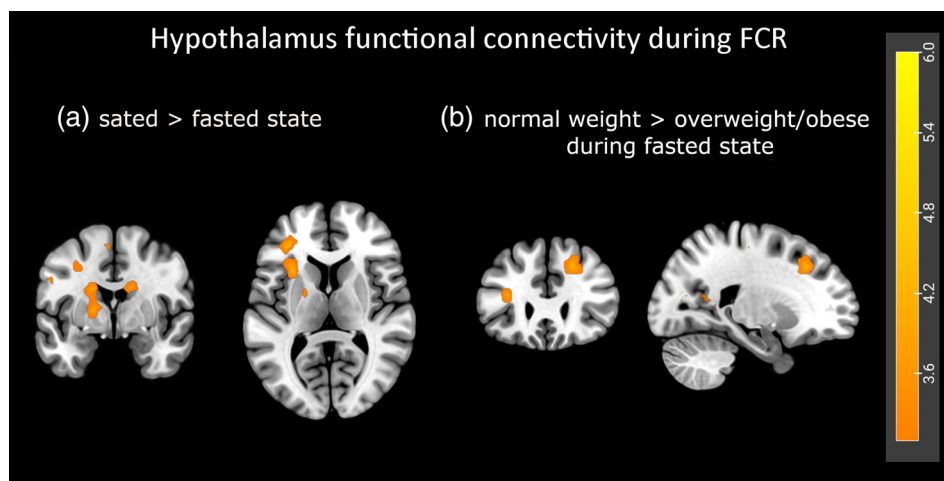 Hypothalamus functional connectivity during FCR
(a) sated > fasted state
(b) normal weight > overweight/obese
during fasted state
6.0
5.4
4.8
4.2
3.6